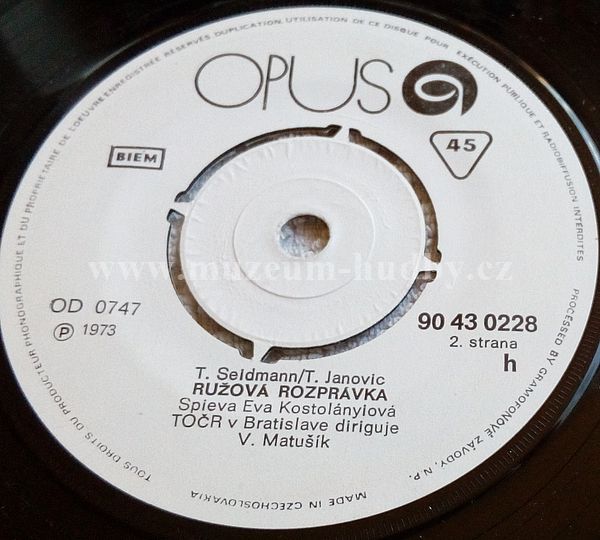 TOUS DROITS DU PRODUCTEUR PHONOGRAPHIQUE ET DU PROPRIÉTAIRE DE L'OEUVRE ENREGISTRÉE RÉSERVÉS. DUPLICATION, UTILISATION DE CE DISQUE POUR EXÉCUTION PUBLIQUE ET RADIODIFFUSION INTERDITES
OPUS
BIEM
45
www.muzeum-hudby.cz
OD 0747
Ⓟ 1973
90 43 0228
2. strana
h
T. Seidmann/T. Janovic
RUŽOVÁ ROZPRÁVKA
Spieva Eva Kostolányiová
TOČR v Bratislave diriguje
V. Matušík
PROCESSED BY GRAMOFONOVÉ ZÁVODY, N.P.
MADE IN CZECHOSLOVAKIA